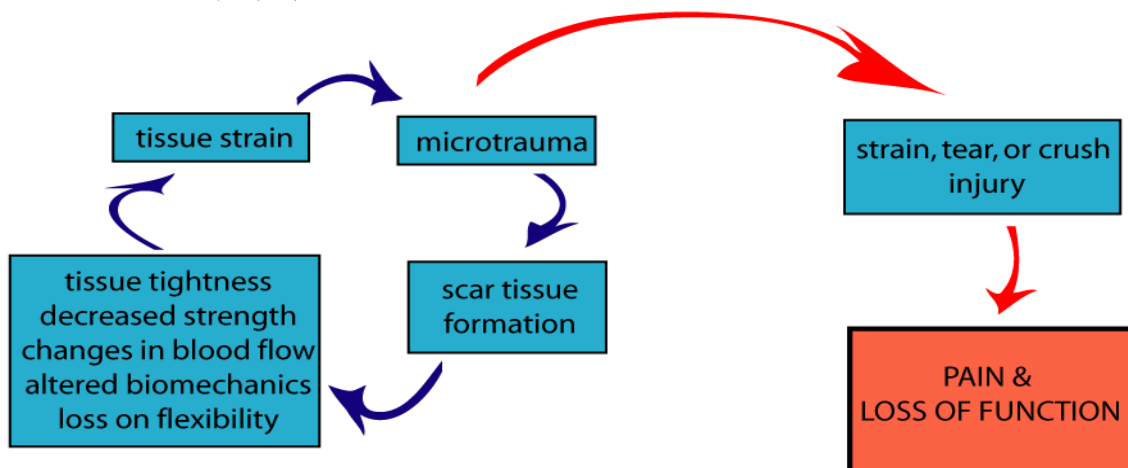 tissue strain
microtrauma
strain, tear, or crush
injury
tissue tightness
decreased strength
changes in blood flow
altered biomechanics
loss on flexibility
scar tissue
formation
PAIN &
LOSS OF FUNCTION